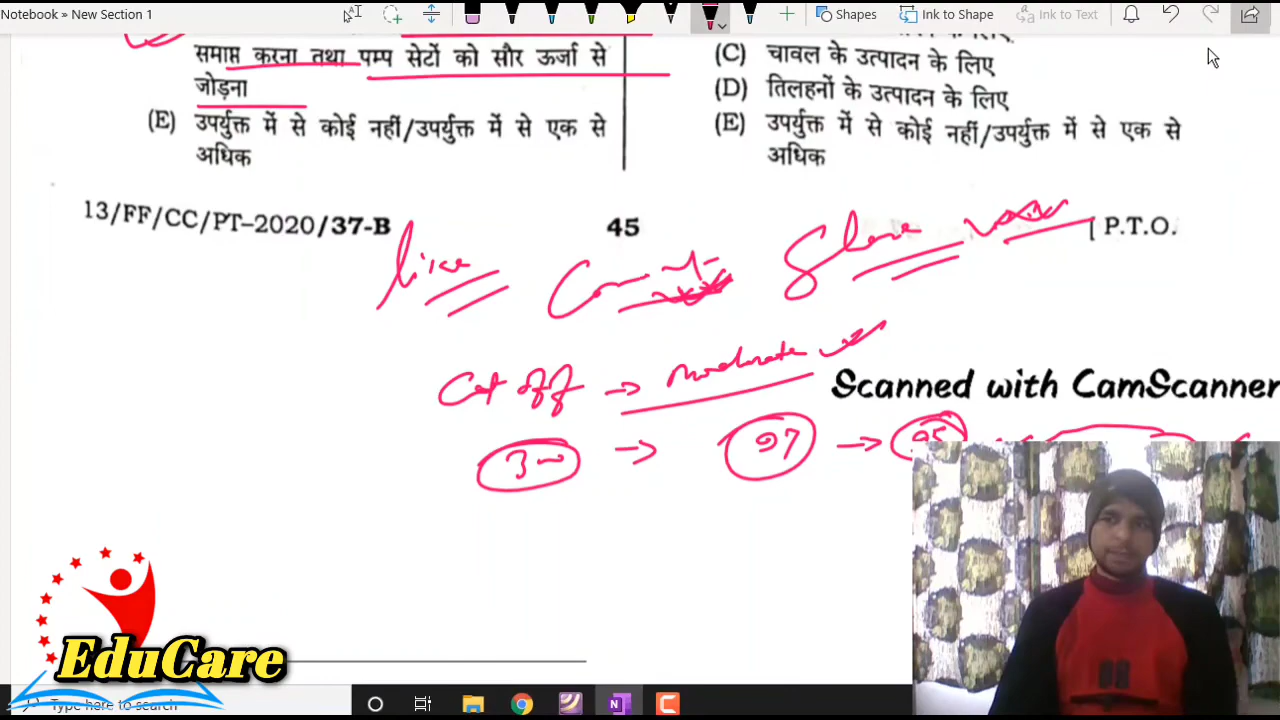 Notebook » New Section 1
Shapes
Ink to Shape
Ink to Text
समाप्त करना तथा पम्प सेटों को सौर ऊर्जा से
जोड़ना
(E) उपर्युक्त में से कोई नहीं/उपर्युक्त में से एक से
अधिक
(C) चावल के उत्पादन के लिए
(D) तिलहनों के उत्पादन के लिए
(E) उपर्युक्त में से कोई नहीं/उपर्युक्त में से एक से
अधिक
13/FF/CC/PT–2020/37-B
45
[ P.T.O.
like
Share
Cut off → Moderate
→ 97 → 95
Scanned with CamScanner
EduCare
Type here to search